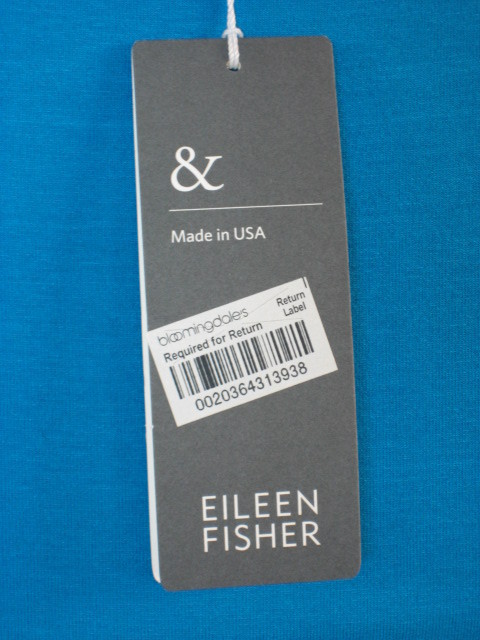 &
Made in USA
bloomingdale's
Return
Label
Required for Return
0020364313938
EILEEN
FISHER